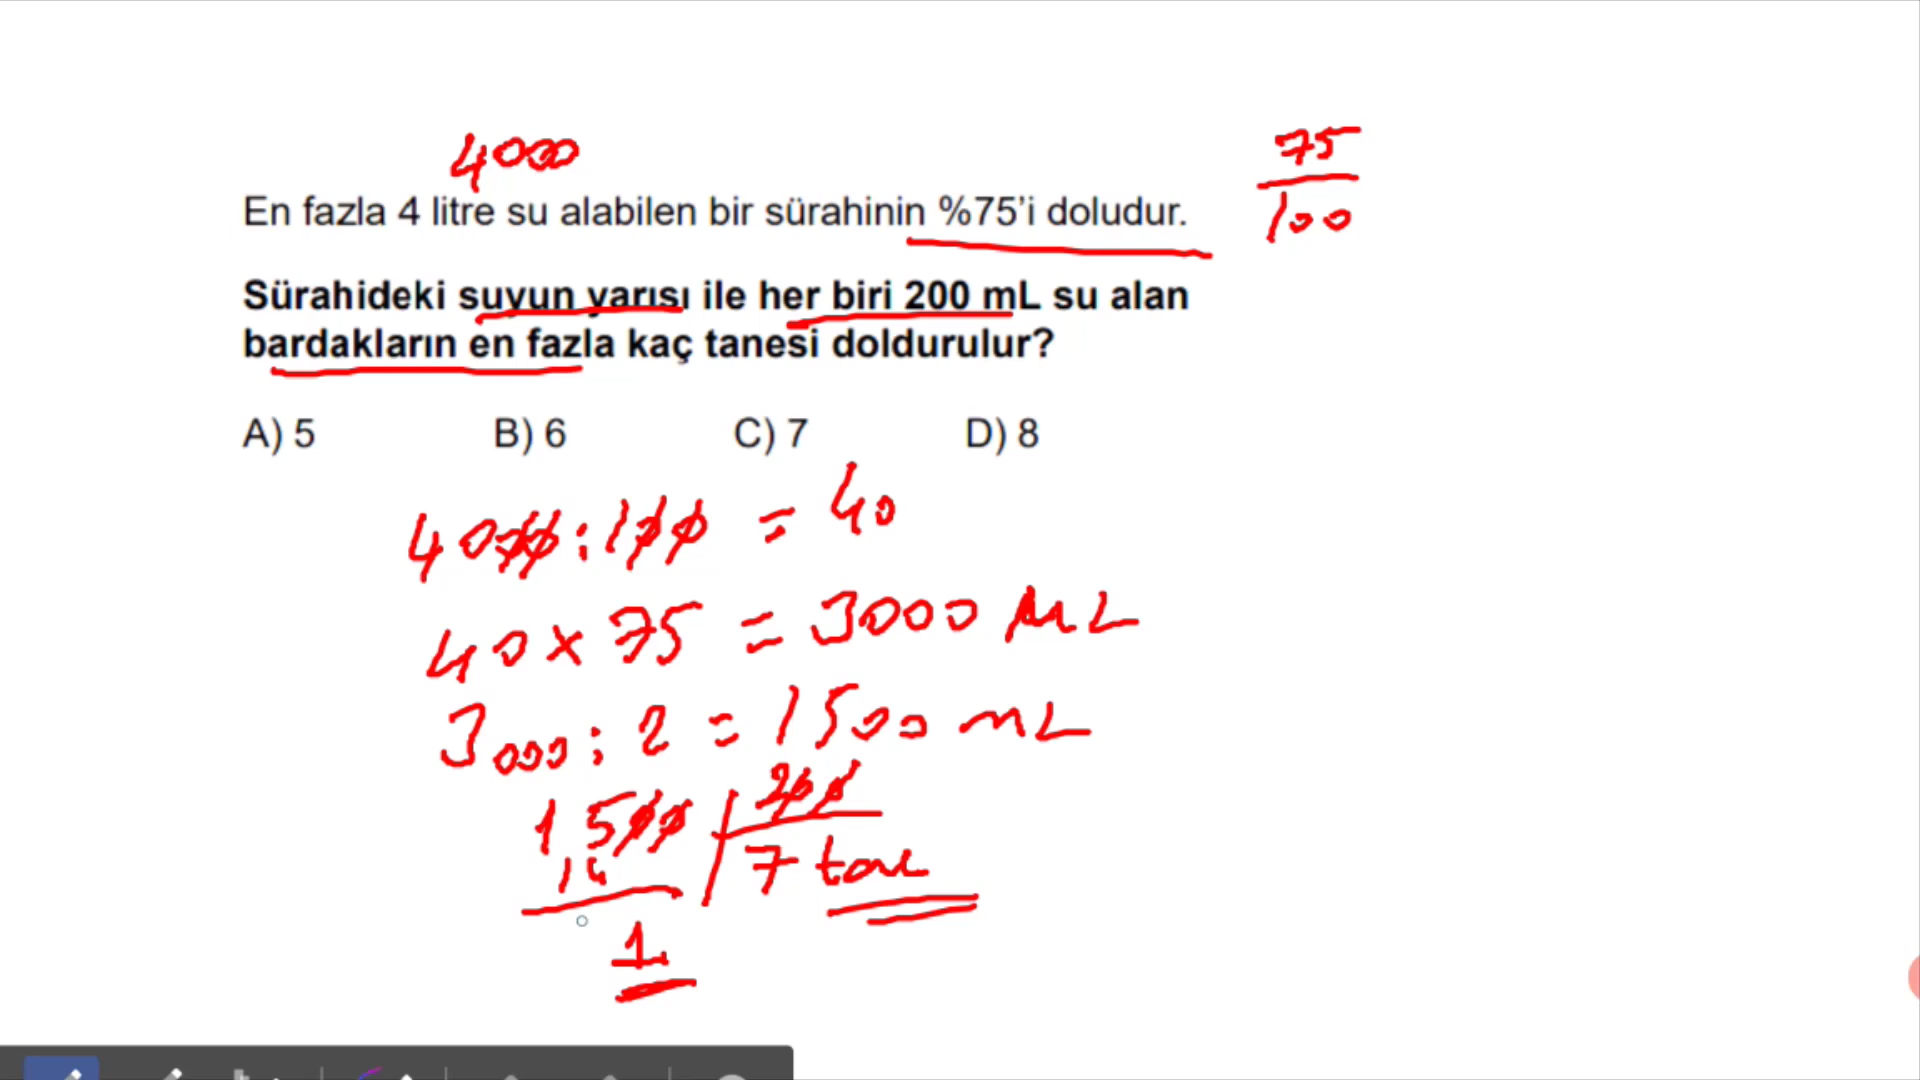 4000
75
100
En fazla 4 litre su alabilen bir sürahinin %75’i doludur.
Sürahideki suyun yarısı ile her biri 200 mL su alan
bardakların en fazla kaç tanesi doldurulur?
A) 5 B) 6 C) 7 D) 8
4000 : 100 = 40
40 x 75 = 3000 ML
3000 : 2 = 1500 mL
1500 200
14 7 tane
1